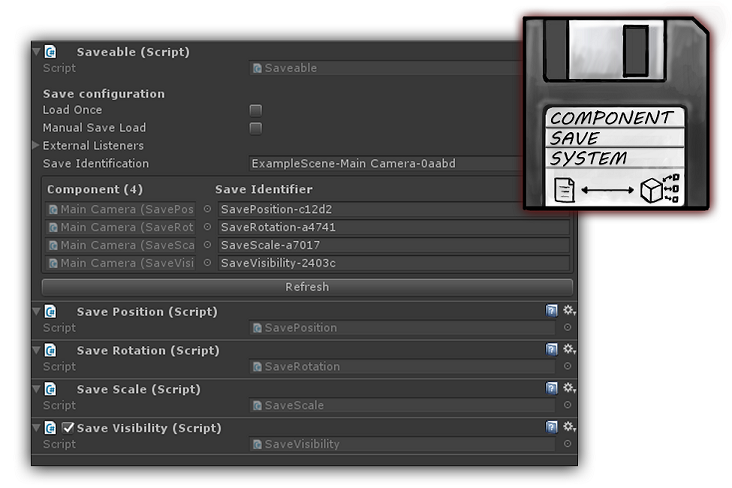 Saveable (Script)
Script Saveable
Save configuration
Load Once
Manual Save Load
External Listeners
Save Identification ExampleScene-Main Camera-0aabd
Component (4) Save Identifier
Main Camera (SavePos SavePosition-c12d2
Main Camera (SaveRot SaveRotation-a4741
Main Camera (SaveSca SaveScale-a7017
Main Camera (SaveVisi SaveVisibility-2403c
Refresh
Save Position (Script)
Script SavePosition
Save Rotation (Script)
Script SaveRotation
Save Scale (Script)
Script SaveScale
Save Visibility (Script)
Script SaveVisibility
COMPONENT
SAVE
SYSTEM